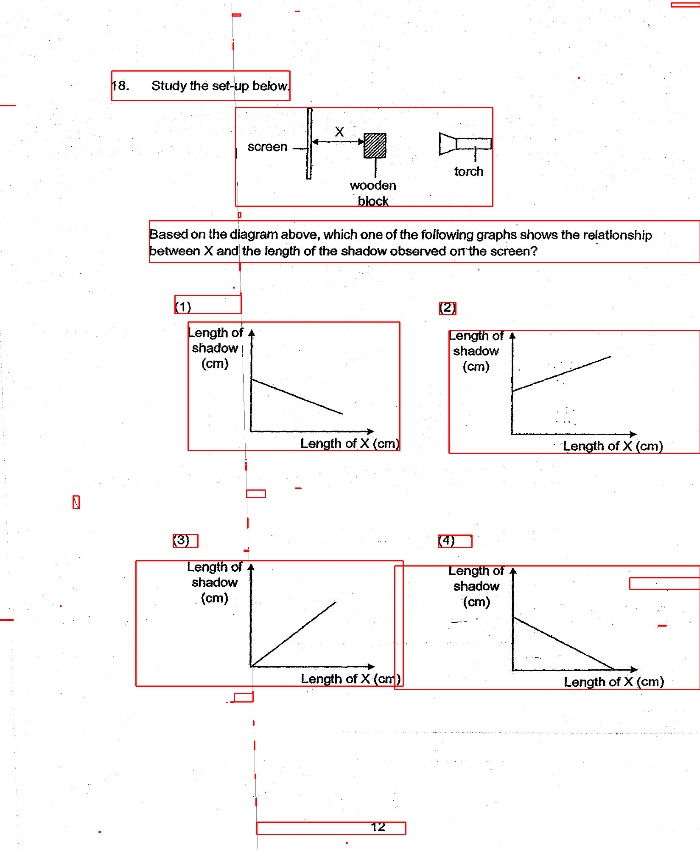 18. Study the set-up below.
screen
X
wooden
block
torch
Based on the diagram above, which one of the following graphs shows the relationship
between X and the length of the shadow observed on the screen?
(1)
Length of
shadow
(cm)
Length of X (cm)
(2)
Length of
shadow
(cm)
Length of X (cm)
(3)
Length of
shadow
(cm)
Length of X (cm)
(4)
Length of
shadow
(cm)
Length of X (cm)
12